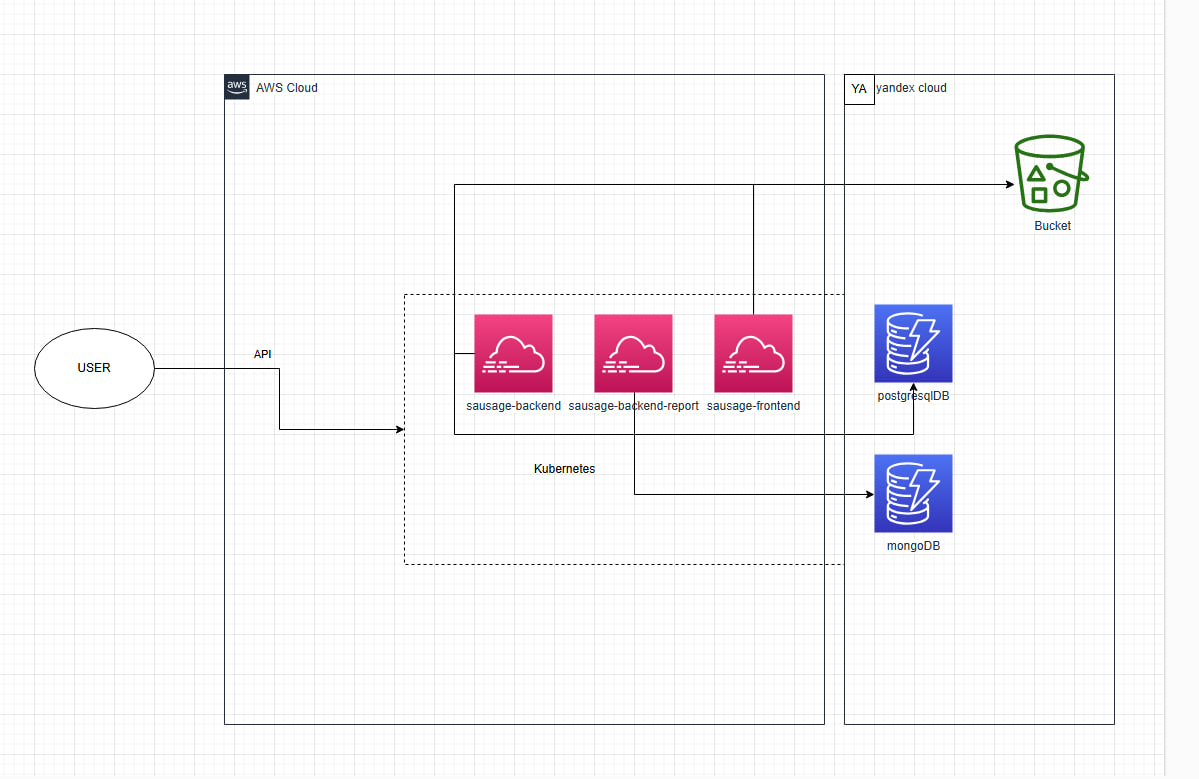 aws
AWS Cloud
YA
yandex cloud
Bucket
API
USER
sausage-backend
sausage-backend-report
sausage-frontend
postgresqlDB
Kubernetes
mongoDB